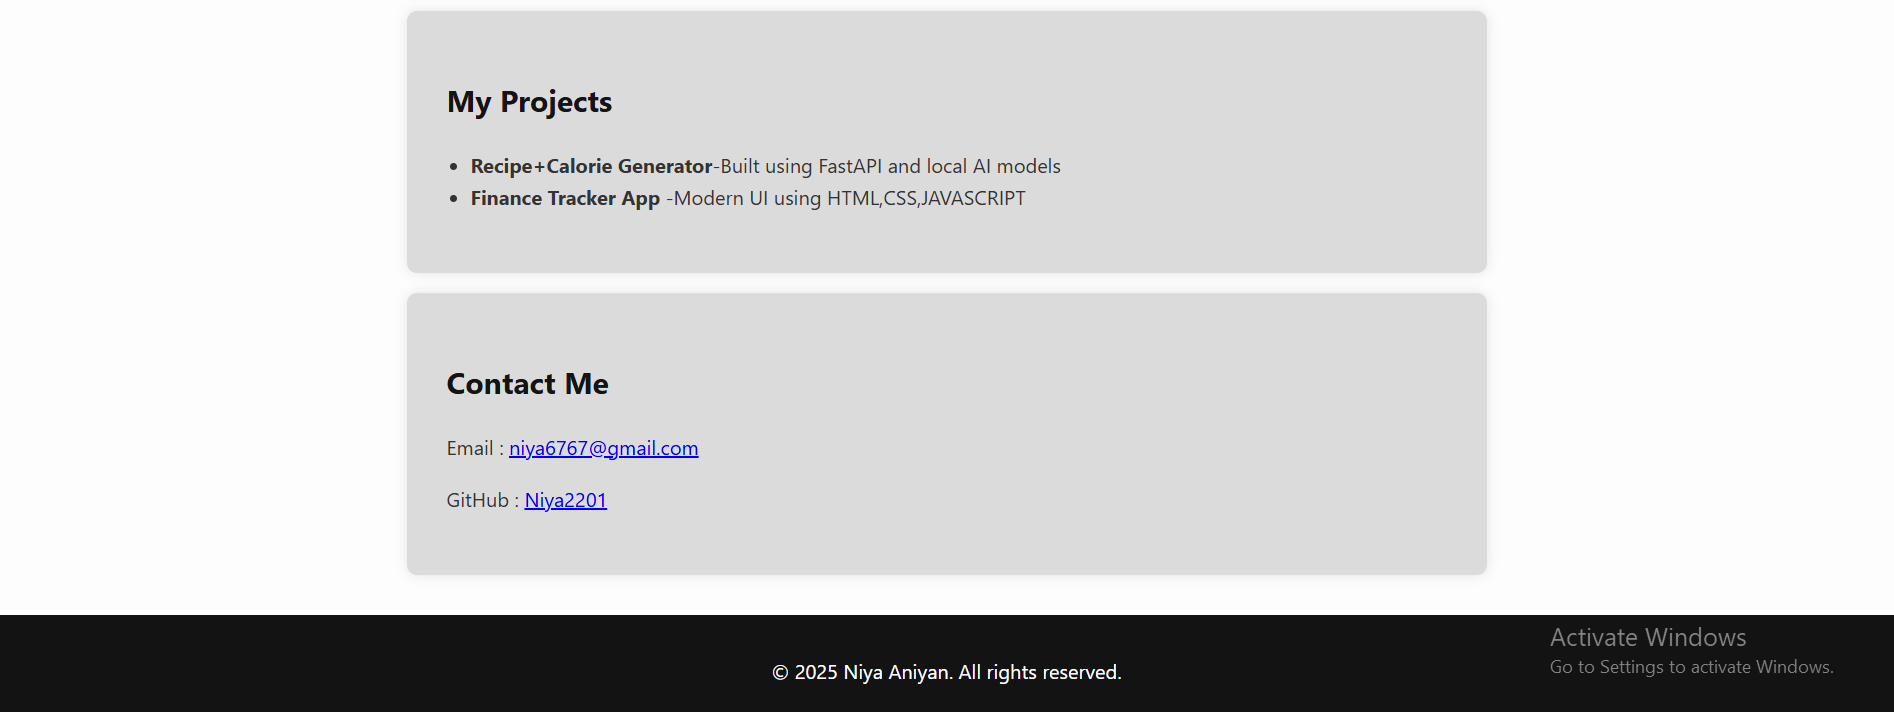 My Projects
Recipe+Calorie Generator-Built using FastAPI and local AI models
Finance Tracker App -Modern UI using HTML,CSS,JAVASCRIPT
Contact Me
Email : niya6767@gmail.com
GitHub : Niya2201
© 2025 Niya Aniyan. All rights reserved.
Activate Windows
Go to Settings to activate Windows.